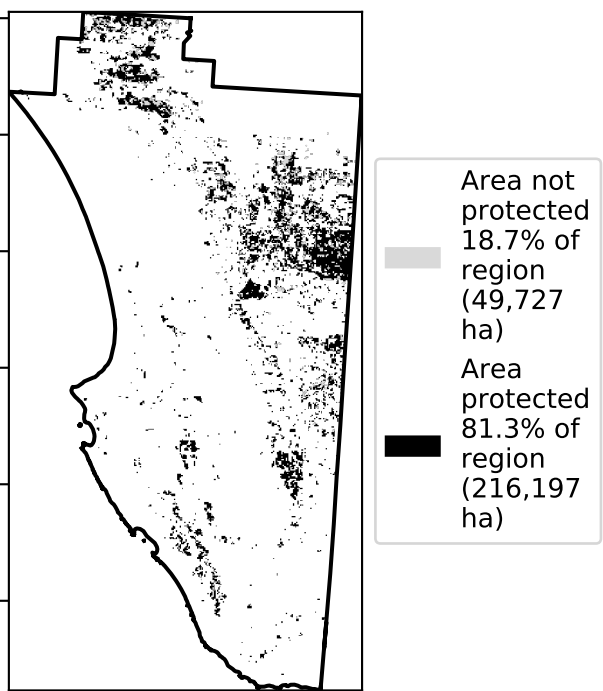 Area not
protected
18.7% of
region
(49,727
ha)
Area
protected
81.3% of
region
(216,197
ha)